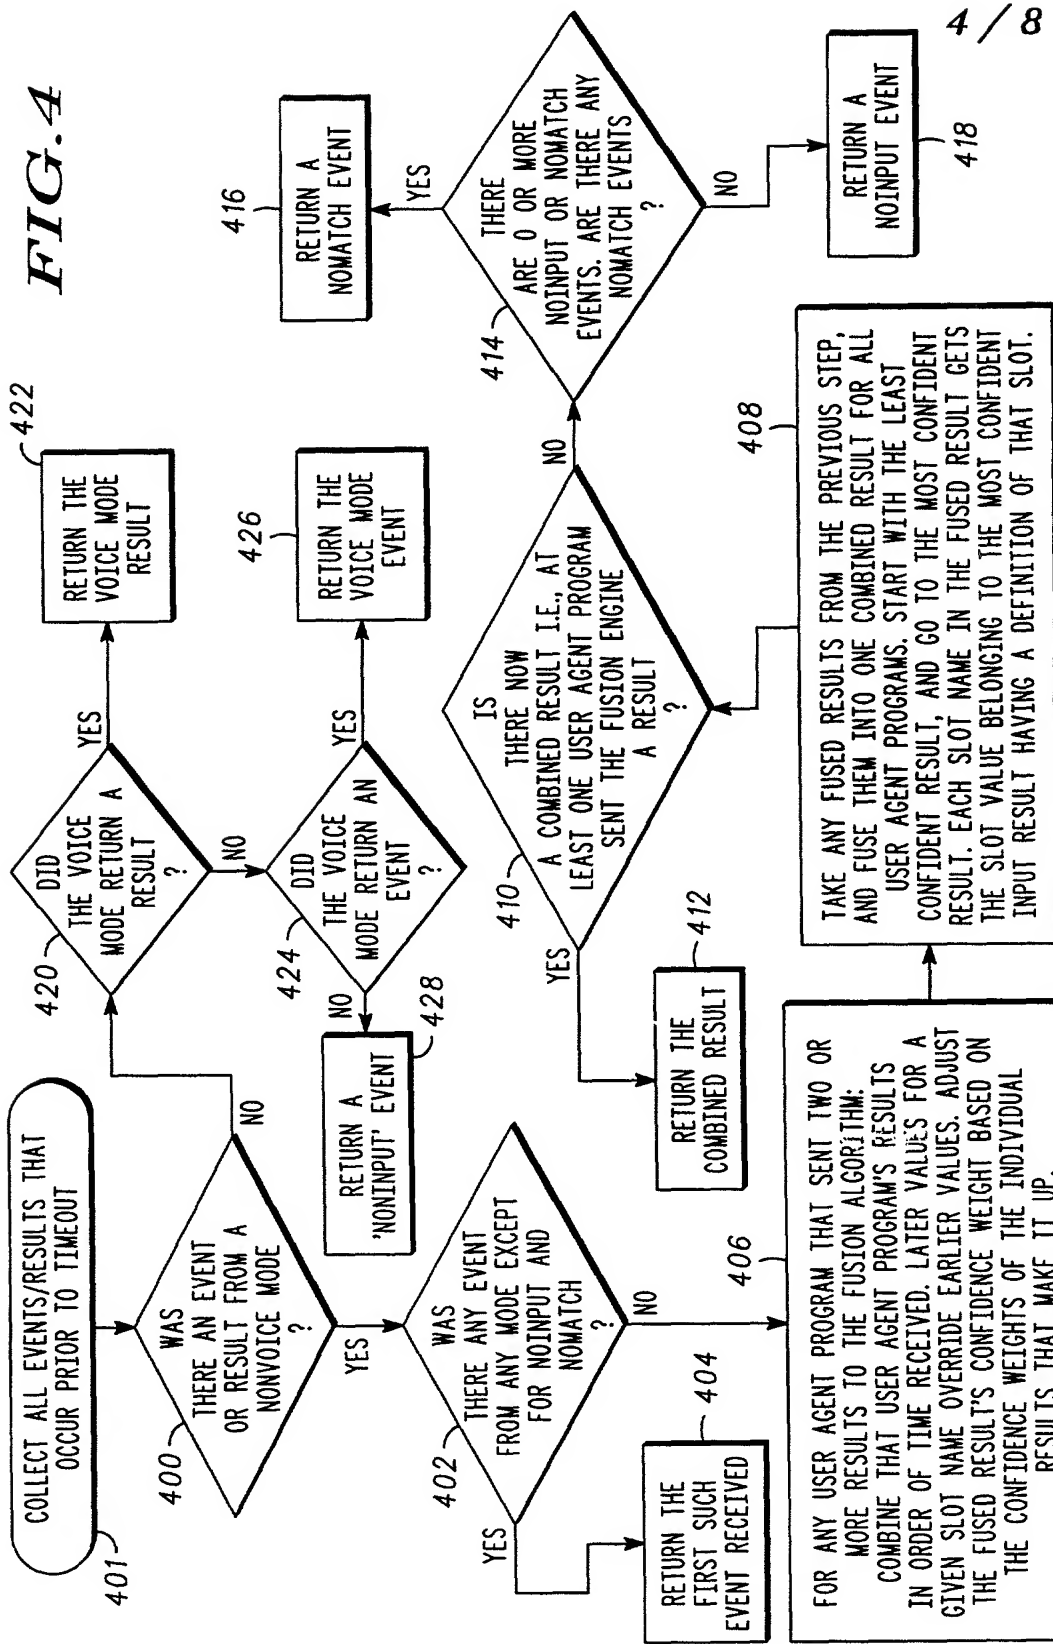 FIG.4
4 / 8
COLLECT ALL EVENTS/RESULTS THAT
OCCUR PRIOR TO TIMEOUT
401
WAS
THERE AN EVENT
OR RESULT FROM A
NONVOICE MODE
?
400
NO
YES
DID
THE VOICE
MODE RETURN A
RESULT
?
420
YES
NO
RETURN THE
VOICE MODE
RESULT
422
DID
THE VOICE
MODE RETURN AN
EVENT
?
424
YES
NO
RETURN THE
VOICE MODE
EVENT
426
RETURN A
'NONINPUT' EVENT
428
WAS
THERE ANY EVENT
FROM ANY MODE EXCEPT
FOR NOINPUT AND
NOMATCH
?
402
YES
NO
RETURN THE
FIRST SUCH
EVENT RECEIVED
404
406
FOR ANY USER AGENT PROGRAM THAT SENT TWO OR
MORE RESULTS TO THE FUSION ALGORITHM:
COMBINE THAT USER AGENT PROGRAM'S RESULTS
IN ORDER OF TIME RECEIVED. LATER VALUES FOR A
GIVEN SLOT NAME OVERRIDE EARLIER VALUES. ADJUST
THE FUSED RESULT'S CONFIDENCE WEIGHT BASED ON
THE CONFIDENCE WEIGHTS OF THE INDIVIDUAL
RESULTS THAT MAKE IT UP.
408
TAKE ANY FUSED RESULTS FROM THE PREVIOUS STEP,
AND FUSE THEM INTO ONE COMBINED RESULT FOR ALL
USER AGENT PROGRAMS. START WITH THE LEAST
CONFIDENT RESULT, AND GO TO THE MOST CONFIDENT
RESULT. EACH SLOT NAME IN THE FUSED RESULT GETS
THE SLOT VALUE BELONGING TO THE MOST CONFIDENT
INPUT RESULT HAVING A DEFINITION OF THAT SLOT.
IS
THERE NOW
A COMBINED RESULT I.E., AT
LEAST ONE USER AGENT PROGRAM
SENT THE FUSION ENGINE
A RESULT
?
410
YES
NO
RETURN THE
COMBINED RESULT
412
THERE
ARE 0 OR MORE
NOINPUT OR NOMATCH
EVENTS. ARE THERE ANY
NOMATCH EVENTS
?
414
YES
NO
RETURN A
NOMATCH EVENT
416
RETURN A
NOINPUT EVENT
418